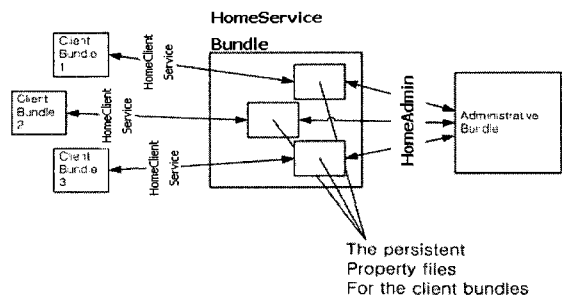 HomeService
Bundle
Client
Bundle
1
HomeClient
Service
Client
Bundle
2
HomeClient
Service
Client
Bundle
3
HomeClient
Service
HomeAdmin
Administrative
Bundle
The persistent
Property files
For the client bundles